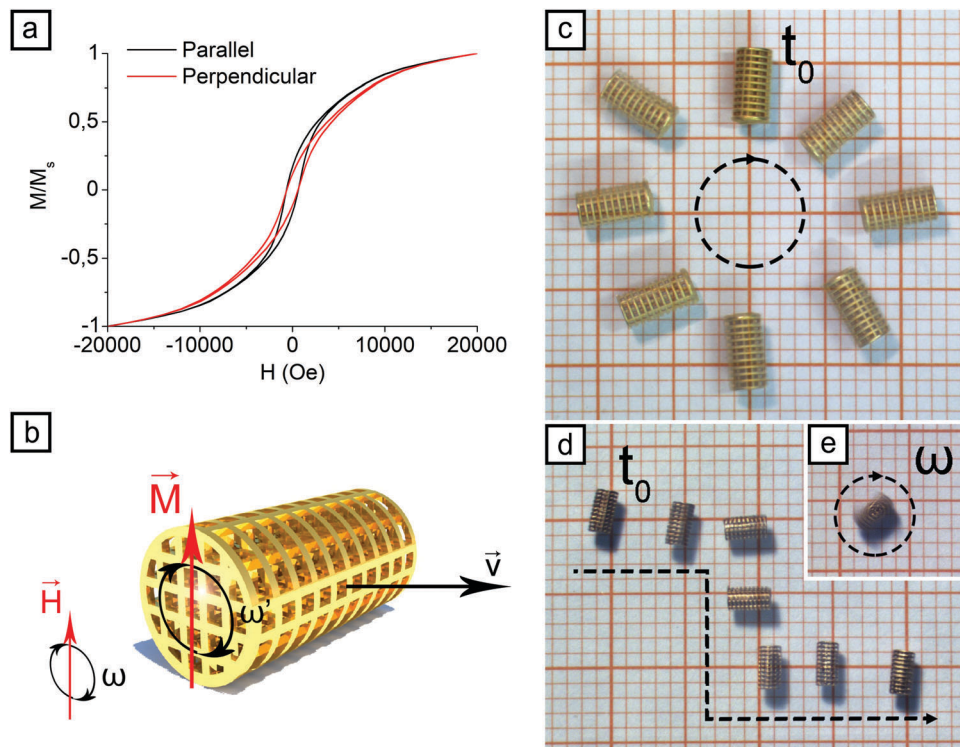 a
Parallel
Perpendicular
1
0,5
0
-0,5
-1
M/Ms
-20000 -10000 0 10000 20000
H (Oe)
b
M
H
ω
ω'
v
c
t0
d
t0
e
ω